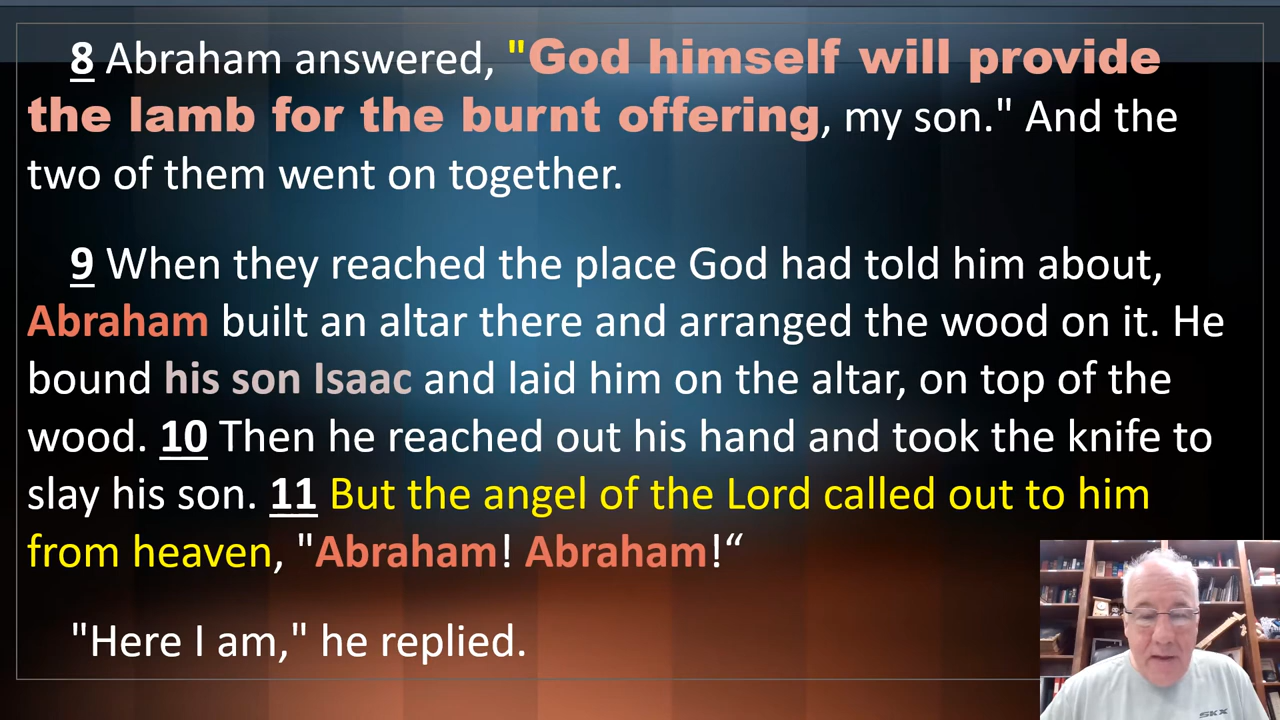 8 Abraham answered, "God himself will provide
the lamb for the burnt offering, my son." And the
two of them went on together.
9 When they reached the place God had told him about,
Abraham built an altar there and arranged the wood on it. He
bound his son Isaac and laid him on the altar, on top of the
wood. 10 Then he reached out his hand and took the knife to
slay his son. 11 But the angel of the Lord called out to him
from heaven, "Abraham! Abraham!“
"Here I am," he replied.
SKX